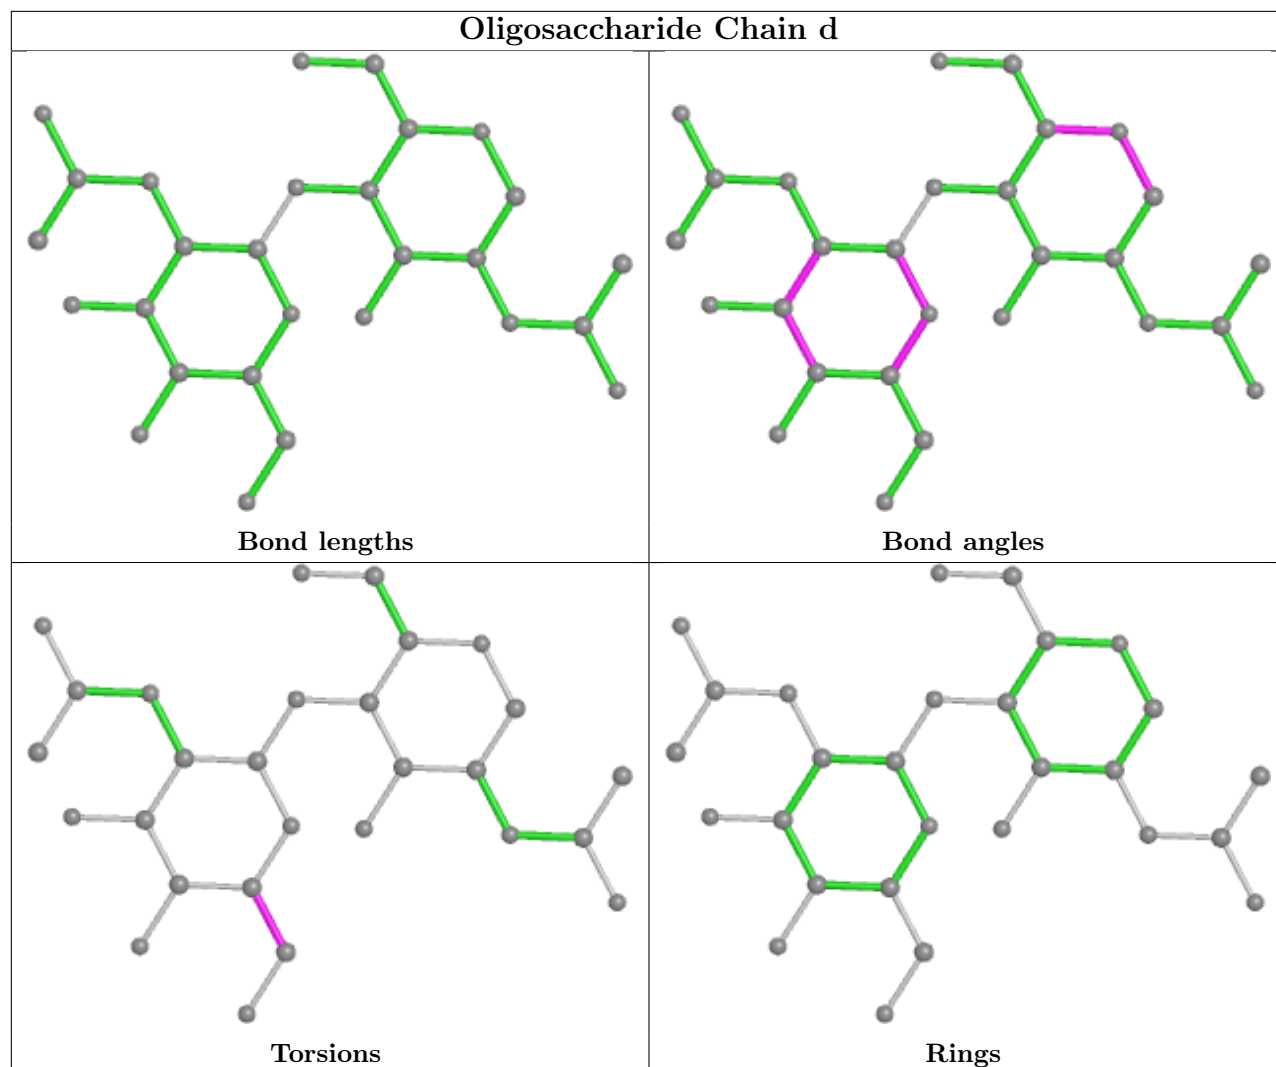 Oligosaccharide Chain d
Bond lengths
Bond angles
Torsions
Rings